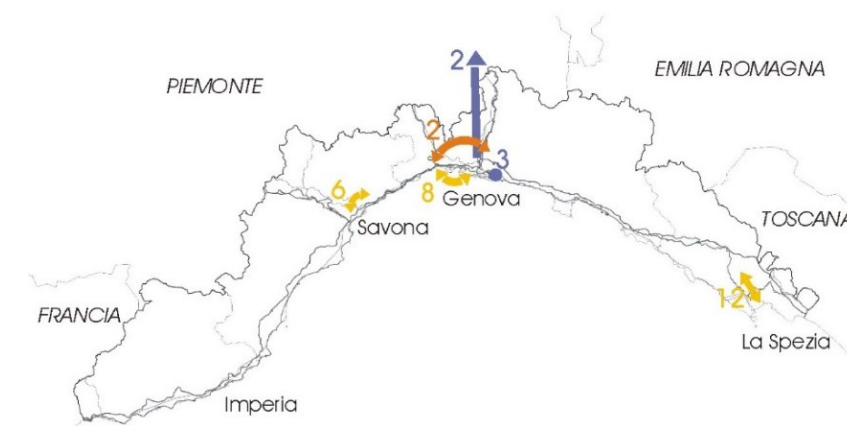 2
EMILIA ROMAGNA
PIEMONTE
2
3
6
8
Genova
TOSCANA
Savona
12
FRANCIA
La Spezia
Imperia